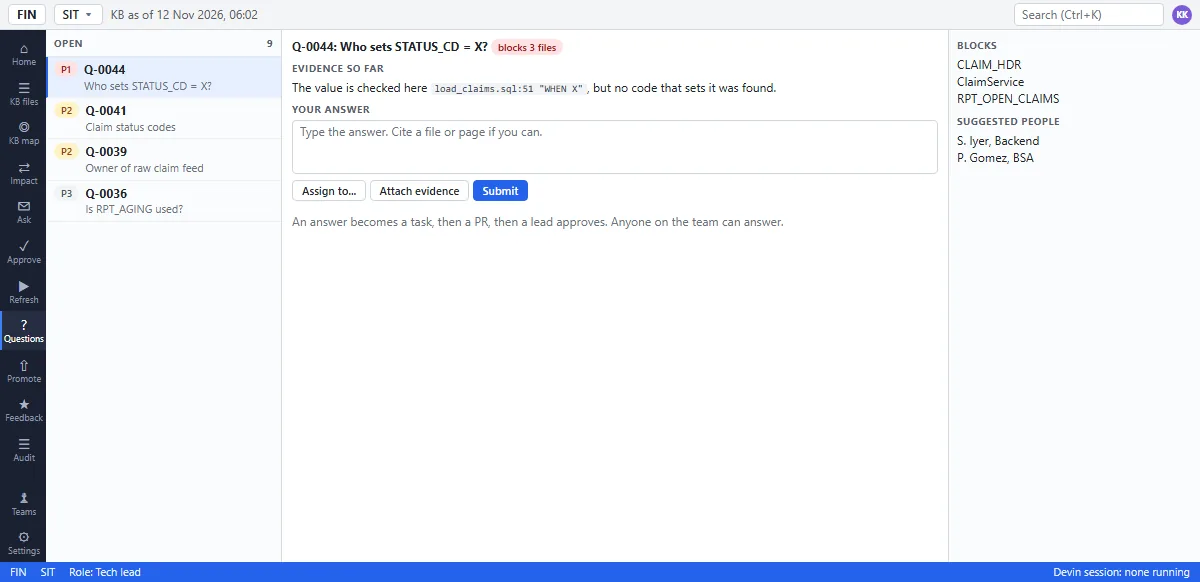 FIN SIT KB as of 12 Nov 2026, 06:02 Search (Ctrl+K) KK
Home
KB files
KB map
Impact
Ask
Approve
Refresh
? Questions
Promote
Feedback
Audit
Teams
Settings
OPEN 9
P1 Q-0044
Who sets STATUS_CD = X?
P2 Q-0041
Claim status codes
P2 Q-0039
Owner of raw claim feed
P3 Q-0036
Is RPT_AGING used?
Q-0044: Who sets STATUS_CD = X? blocks 3 files
EVIDENCE SO FAR
The value is checked here load_claims.sql:51 "WHEN X" , but no code that sets it was found.
YOUR ANSWER
Type the answer. Cite a file or page if you can.
Assign to... Attach evidence Submit
An answer becomes a task, then a PR, then a lead approves. Anyone on the team can answer.
BLOCKS
CLAIM_HDR
ClaimService
RPT_OPEN_CLAIMS
SUGGESTED PEOPLE
S. Iyer, Backend
P. Gomez, BSA
FIN SIT Role: Tech lead Devin session: none running